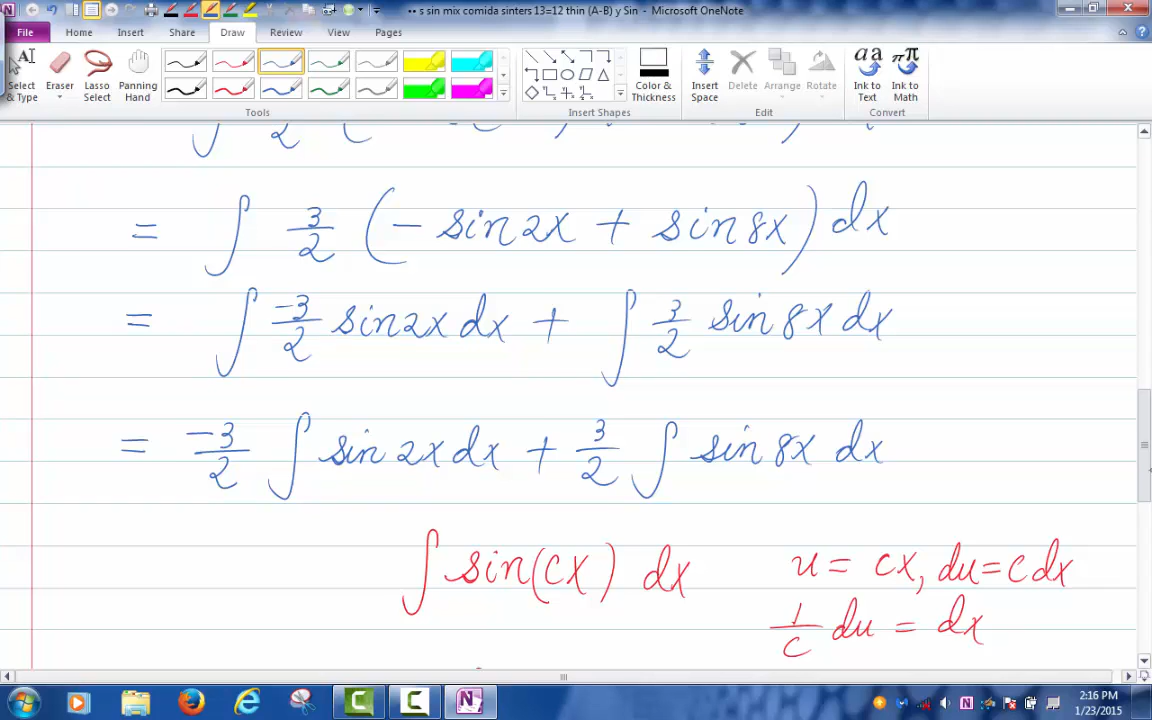 •• s sin mix comida sinters 13=12 thin (A-B) y Sin - Microsoft OneNote
File Home Insert Share Draw Review View Pages
Select & Type Eraser Lasso Select Panning Hand Color & Thickness Insert Space Delete Arrange Rotate Ink to Text Ink to Math
Tools Insert Shapes Edit Convert
= ∫ 3/2 (- sin 2x + sin 8x) dx
= ∫ -3/2 sin 2x dx + ∫ 3/2 sin 8x dx
= -3/2 ∫ sin 2x dx + 3/2 ∫ sin 8x dx
∫ sin(cx) dx u = cx, du = c dx
1/c du = dx
2:16 PM
1/23/2015